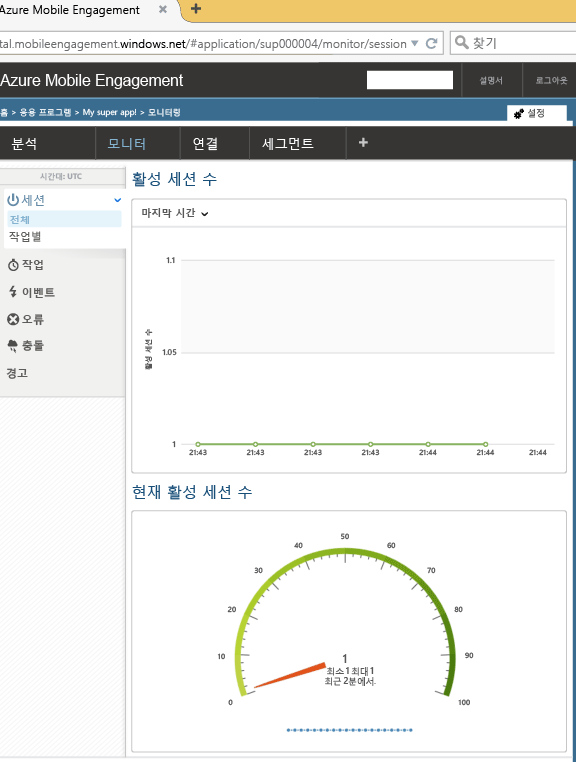 Azure Mobile Engagement
tal.mobileengagement.windows.net/#application/sup000004/monitor/session
찾기
Azure Mobile Engagement
설명서
로그아웃
홈 > 응용 프로그램 > My super app! > 모니터링
설정
분석
모니터
연결
세그먼트
시간대: UTC
세션
전체
작업별
작업
이벤트
오류
충돌
경고
활성 세션 수
마지막 시간
활성 세션 수
1.1
1.05
1
21:43 21:43 21:43 21:43 21:44 21:44 21:44
현재 활성 세션 수
0
10
20
30
40
50
60
70
80
90
100
1
최소 1 최대 1
최근 2분에서.